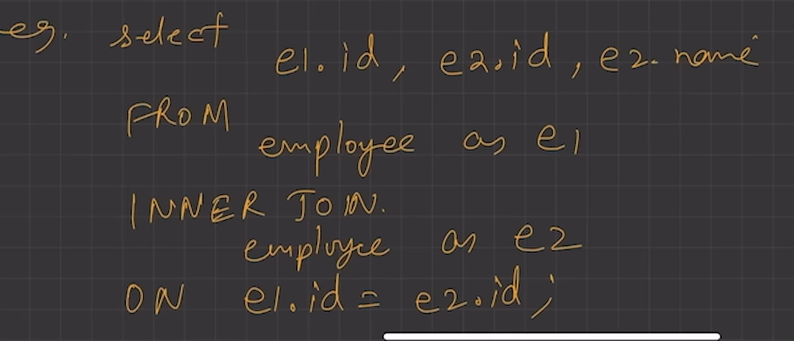 eg. select
e1.id, e2.id, e2.name
FROM
employee as e1
INNER JOIN.
employee as e2
ON e1.id = e2.id;